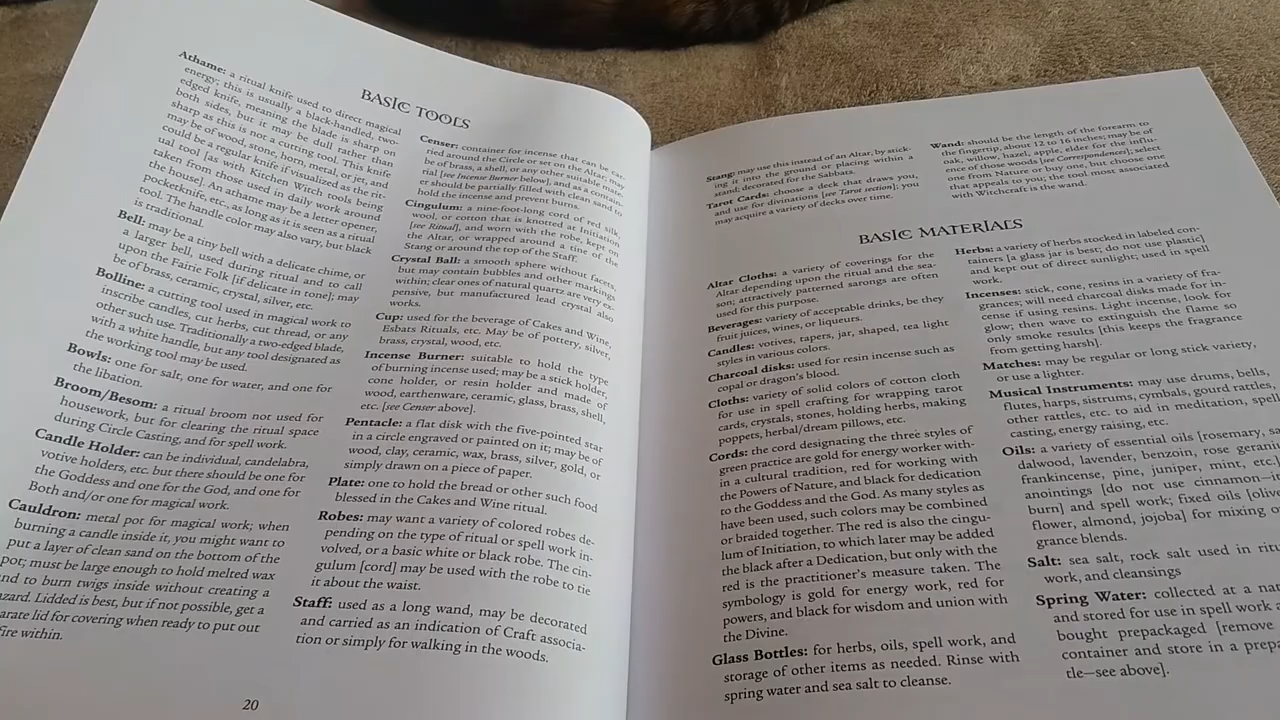 BASIC TOOLS
Athame: a ritual knife used to direct magical
energy; this is usually a black-handled, two-
edged knife, meaning the blade is sharp on
both sides, but it may be dull rather than
sharp as this is not a cutting tool. This knife
may be of wood, stone, horn, metal, or jet, and
could be a regular knife if visualized as a rit-
ual tool [as with Kitchen Witch tools being
taken from those used in daily work around
the house]. An athame may be a letter opener,
pocketknife, etc., as long as it is seen as a ritual
tool. The handle color may also vary, but black
is traditional.
Bell: may be a tiny bell with a delicate chime, or
a larger bell, used during ritual and to call
upon the Fairie Folk [if delicate in tone]; may
be of brass, ceramic, crystal, silver, etc.
Bolline: a cutting tool used in magical work to
inscribe candles, cut herbs, cut thread, or any
other such use. Traditionally a two-edged blade,
with a white handle, but any tool designated as
the working tool may be used.
Bowls: one for salt, one for water, and one for
the libation.
Broom/Besom: a ritual broom not used for
housework, but for clearing the ritual space
during Circle Casting, and for spell work.
Candle Holder: can be individual, candelabra,
votive holders, etc. but there should be one for
the Goddess and one for the God, and one for
Both and/or one for magical work.
Cauldron: metal pot for magical work; when
burning a candle inside it, you might want to
put a layer of clean sand on the bottom of the
pot; must be large enough to hold melted wax
nd to burn twigs inside without creating a
azard. Lidded is best, but if not possible, get a
arate lid for covering when ready to put out
fire within.
Censer: container for incense that can be car-
ried around the Circle or set on the Altar; may
be of brass, a shell, or any other suitable mate-
rial [see Incense Burner below], and as a contain-
er should be partially filled with clean sand to
hold the incense and prevent burns.
Cingulum: a nine-foot-long cord of red silk,
wool, or cotton that is knotted at Initiation
[see Ritual], and worn with the robe, kept on
the Altar, or wrapped around a tine of the
Stang or around the top of the Staff.
Crystal Ball: a smooth sphere without facets,
but may contain bubbles and other markings
within; clear ones of natural quartz are very ex-
pensive, but manufactured lead crystal also
works.
Cup: used for the beverage of Cakes and Wine,
Esbats Rituals, etc. May be of pottery, silver,
brass, crystal, wood, etc.
Incense Burner: suitable to hold the type
of burning incense used; may be a stick holder,
cone holder, or resin holder and made of
wood, earthenware, ceramic, glass, brass, shell,
etc. [see Censer above].
Pentacle: a flat disk with the five-pointed star
in a circle engraved or painted on it; may be of
wood, clay, ceramic, wax, brass, silver, gold, or
simply drawn on a piece of paper.
Plate: one to hold the bread or other such food
blessed in the Cakes and Wine ritual.
Robes: may want a variety of colored robes de-
pending on the type of ritual or spell work in-
volved, or a basic white or black robe. The cin-
gulum [cord] may be used with the robe to tie
it about the waist.
Staff: used as a long wand, may be decorated
and carried as an indication of Craft associa-
tion or simply for walking in the woods.
20
Stang: may use this instead of an Altar, by stick-
ing it into the ground or placing within a
stand; decorated for the Sabbats.
Tarot Cards: choose a deck that draws you,
and use for divinations [see Tarot section]; you
may acquire a variety of decks over time.
Wand: should be the length of the forearm to
the fingertip, about 12 to 16 inches; may be of
oak, willow, hazel, apple, elder for the influ-
ence of those woods [see Correspondences]; select
one from Nature or buy one, but choose one
that appeals to you; the tool most associated
with Witchcraft is the wand.
BASIC MATERIALS
Altar Cloths: a variety of coverings for the
Altar depending upon the ritual and the sea-
son; attractively patterned sarongs are often
used for this purpose.
Beverages: variety of acceptable drinks, be they
fruit juices, wines, or liqueurs.
Candles: votives, tapers, jar, shaped, tea light
styles in various colors.
Charcoal disks: used for resin incense such as
copal or dragon's blood.
Cloths: variety of solid colors of cotton cloth
for use in spell crafting for wrapping tarot
cards, crystals, stones, holding herbs, making
poppets, herbal/dream pillows, etc.
Cords: the cord designating the three styles of
green practice are gold for energy worker with-
in a cultural tradition, red for working with
the Powers of Nature, and black for dedication
to the Goddess and the God. As many styles as
have been used, such colors may be combined
or braided together. The red is also the cingu-
lum of Initiation, to which later may be added
the black after a Dedication, but only with the
red is the practitioner's measure taken. The
symbology is gold for energy work, red for
powers, and black for wisdom and union with
the Divine.
Glass Bottles: for herbs, oils, spell work, and
storage of other items as needed. Rinse with
spring water and sea salt to cleanse.
Herbs: a variety of herbs stocked in labeled con-
tainers [a glass jar is best; do not use plastic]
and kept out of direct sunlight; used in spell
work.
Incenses: stick, cone, resins in a variety of fra-
grances; will need charcoal disks made for in-
cense if using resins. Light incense, look for
glow; then wave to extinguish the flame so
only smoke results [this keeps the fragrance
from getting harsh].
Matches: may be regular or long stick variety,
or use a lighter.
Musical Instruments: may use drums, bells,
flutes, harps, sistrums, cymbals, gourd rattles,
other rattles, etc. to aid in meditation, spell
casting, energy raising, etc.
Oils: a variety of essential oils [rosemary, sa
dalwood, lavender, benzoin, rose gerani
frankincense, pine, juniper, mint, etc.]
anointings [do not use cinnamon—i
burn] and spell work; fixed oils [oliv
flower, almond, jojoba] for mixing o
grance blends.
Salt: sea salt, rock salt used in ritu
work, and cleansings
Spring Water: collected at a na
and stored for use in spell work
bought prepackaged [remove
container and store in a prepa
tle—see above].